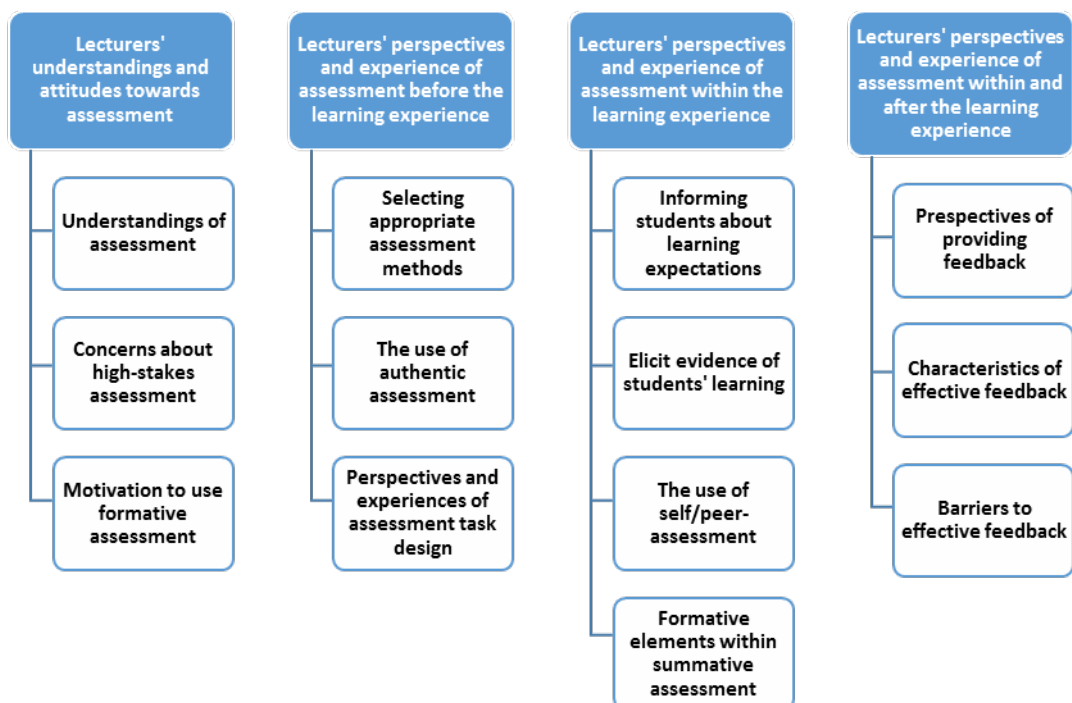 Lecturers'
understandings and
attitudes towards
assessment
Understandings of
assessment
Concerns about
high-stakes
assessment
Motivation to use
formative
assessment
Lecturers' perspectives
and experience of
assessment before the
learning experience
Selecting
appropriate
assessment
methods
The use of
authentic
assessment
Perspectives and
experiences of
assessment task
design
Lecturers' perspectives
and experience of
assessment within the
learning experience
Informing
students about
learning
expectations
Elicit evidence of
students' learning
The use of
self/peer-
assessment
Formative
elements within
summative
assessment
Lecturers' perspectives
and experience of
assessment within and
after the learning
experience
Prespectives of
providing
feedback
Characteristics of
effective feedback
Barriers to
effective feedback